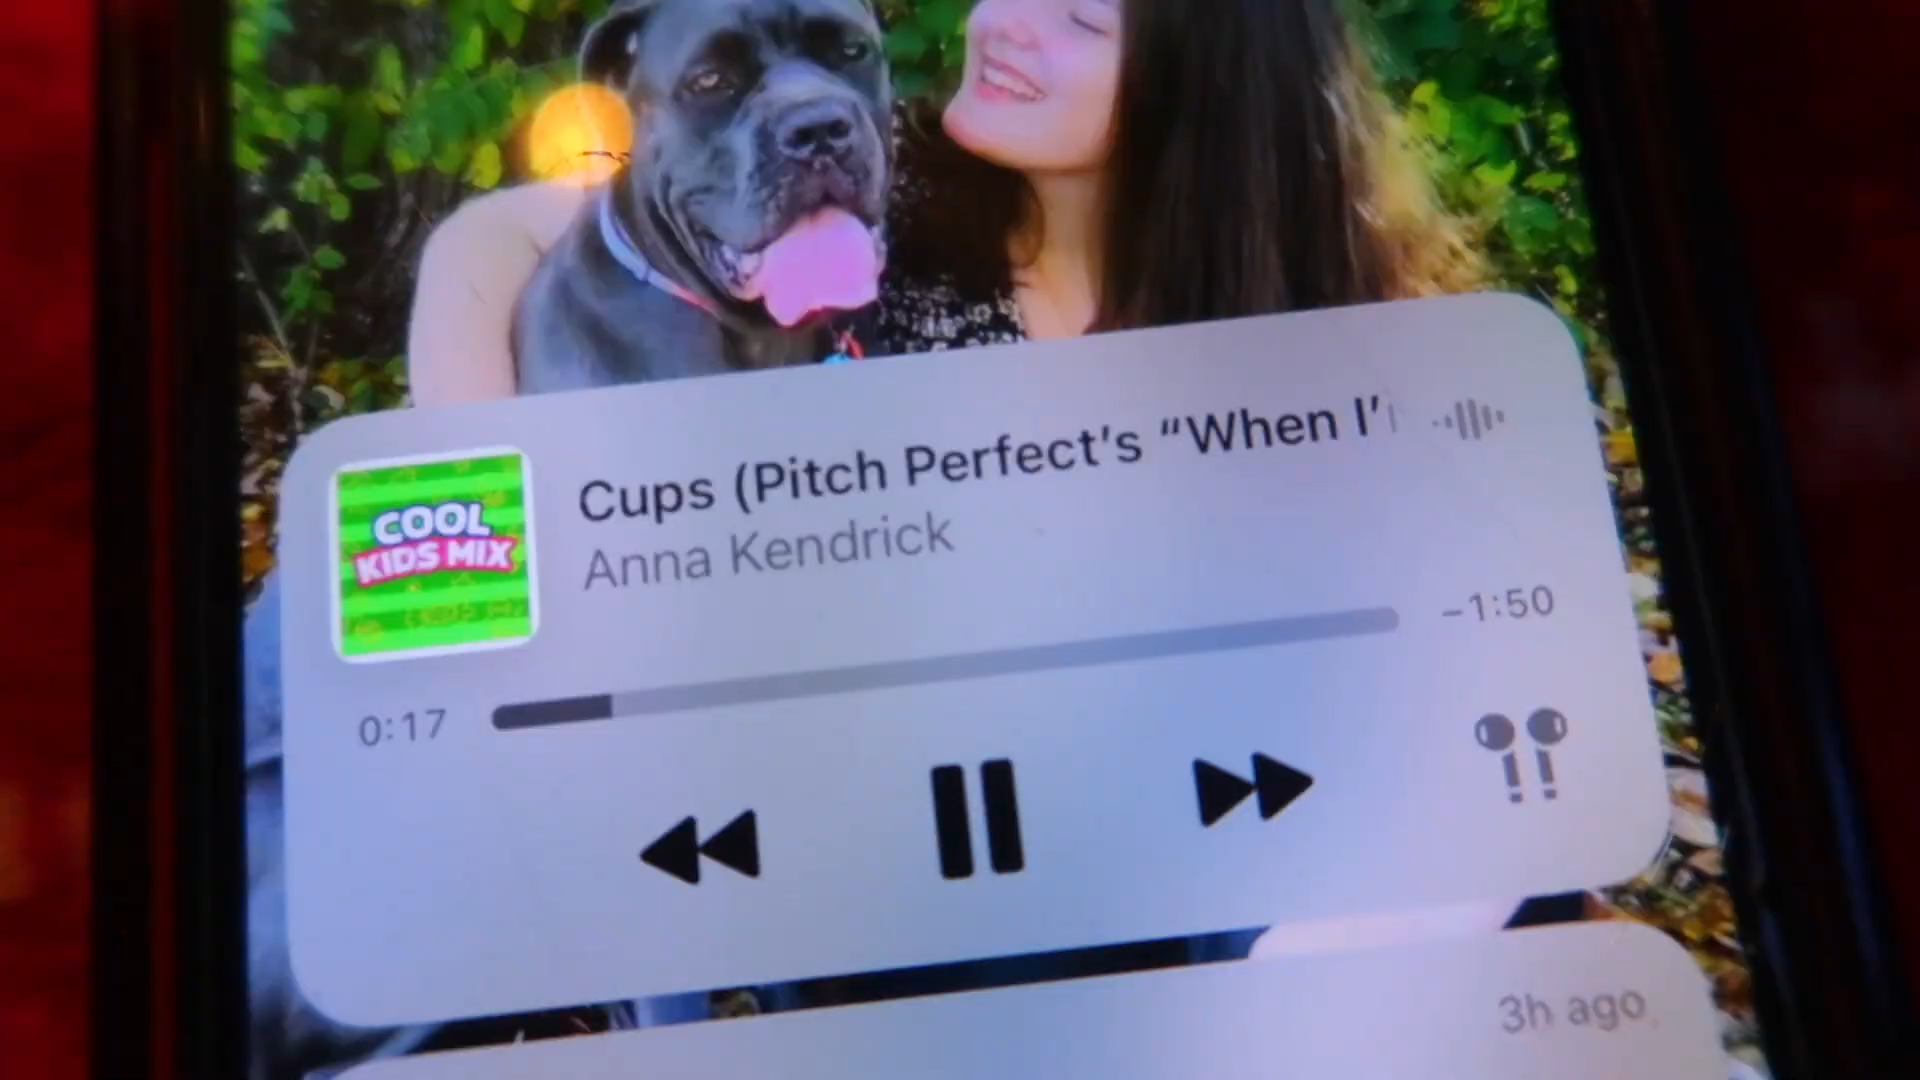 Cups (Pitch Perfect’s “When I’
Anna Kendrick
COOL
KIDS MIX
0:17
-1:50
3h ago